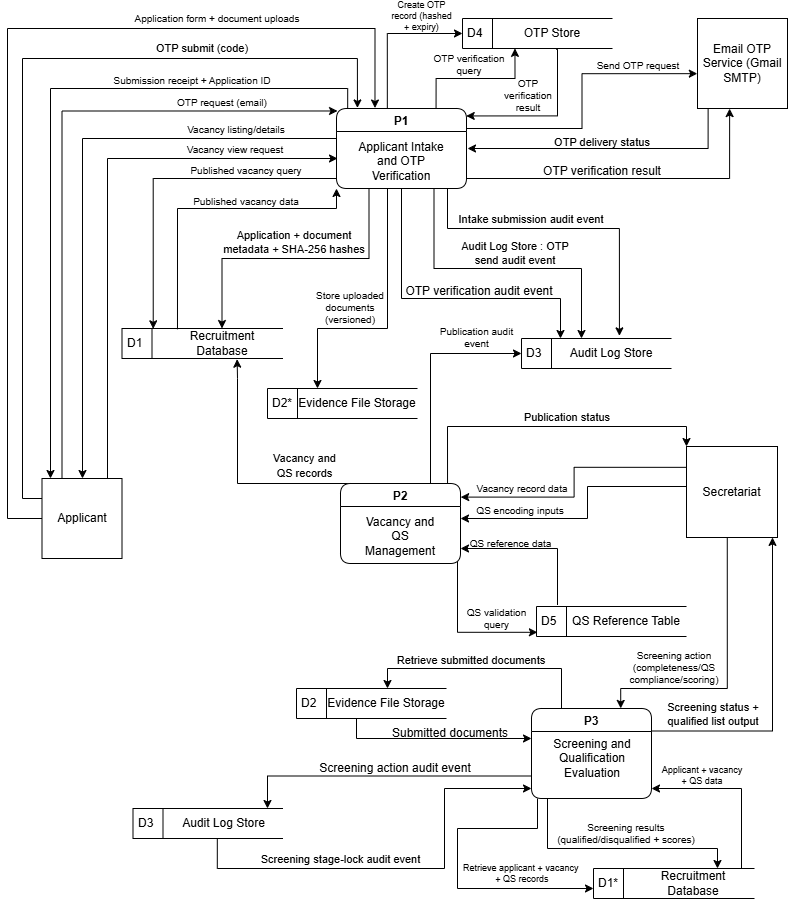 Application form + document uploads
Create OTP
record (hashed
+ expiry)
D4
OTP Store
Email OTP
Service (Gmail
SMTP)
OTP submit (code)
OTP verification
query
Send OTP request
Submission receipt + Application ID
OTP
verification
result
OTP request (email)
P1
Vacancy listing/details
Applicant Intake
and OTP
Verification
OTP delivery status
Vacancy view request
Published vacancy query
OTP verification result
Published vacancy data
Intake submission audit event
Application + document
metadata + SHA-256 hashes
Audit Log Store : OTP
send audit event
Store uploaded
documents
(versioned)
OTP verification audit event
D1
Recruitment
Database
Publication audit
event
D3
Audit Log Store
D2*
Evidence File Storage
Publication status
Vacancy and
QS records
P2
Vacancy and
QS
Management
Vacancy record data
Secretariat
QS encoding inputs
Applicant
QS reference data
QS validation
query
D5
QS Reference Table
Retrieve submitted documents
Screening action
(completeness/QS
compliance/scoring)
D2
Evidence File Storage
Screening status +
qualified list output
P3
Submitted documents
Screening and
Qualification
Evaluation
Screening action audit event
Applicant + vacancy
+ QS data
D3
Audit Log Store
Screening results
(qualified/disqualified + scores)
Screening stage-lock audit event
Retrieve applicant + vacancy
+ QS records
D1*
Recruitment
Database